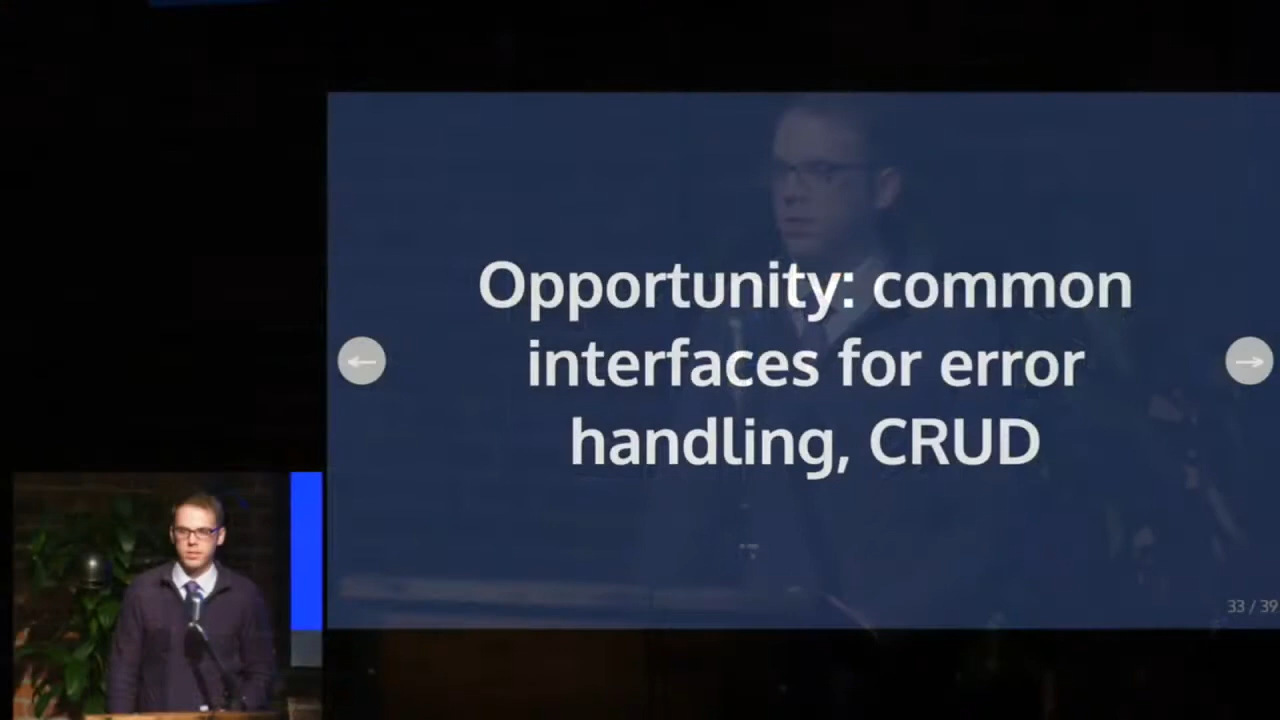 Opportunity: common
interfaces for error
handling, CRUD
33 / 39